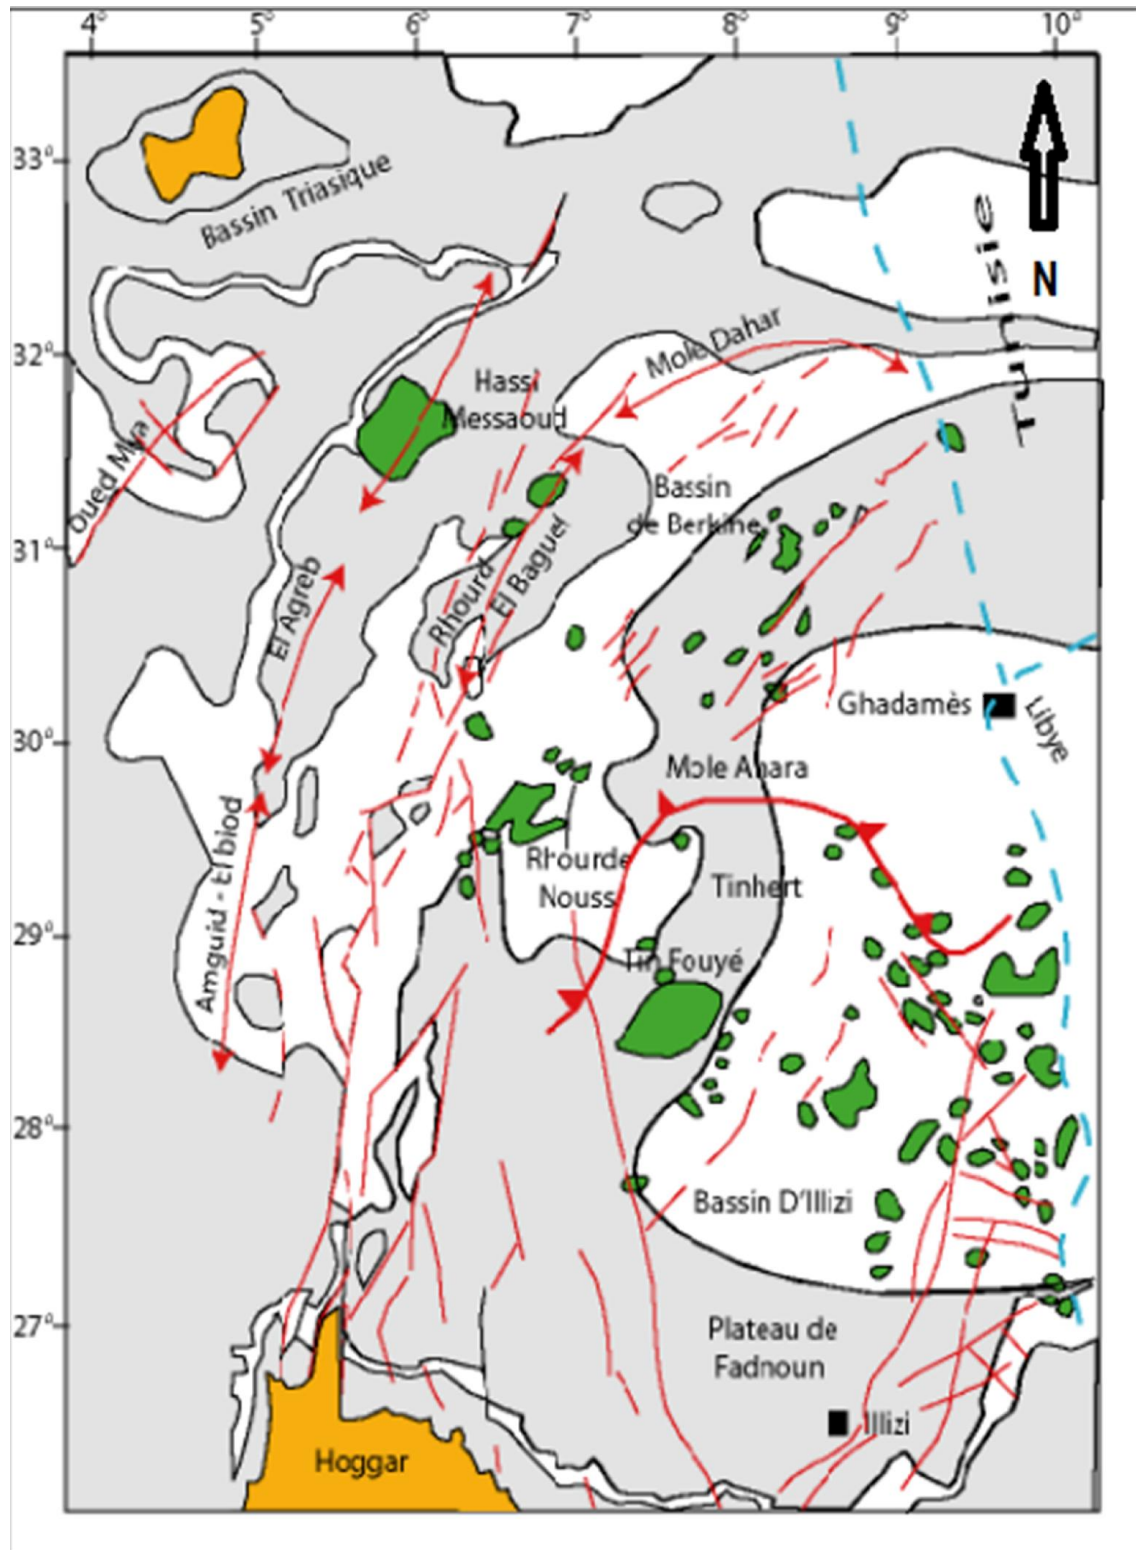 4° 5° 6° 7° 8° 9° 10°
33°
32°
31°
30°
29°
28°
27°
Bassin Triasique
N
Tunisie
Mole Dahar
Hassi
Messaoud
Oued Mya
Bassin
de Berkine
El Agreb
Rhourd
El Baguel
Ghadamès
Libye
Mole Ahara
Amguid - El biod
Rhourde
Nouss
Tinhert
Tin Fouyé
Bassin D'Illizi
Plateau de
Fadnoun
Illizi
Hoggar